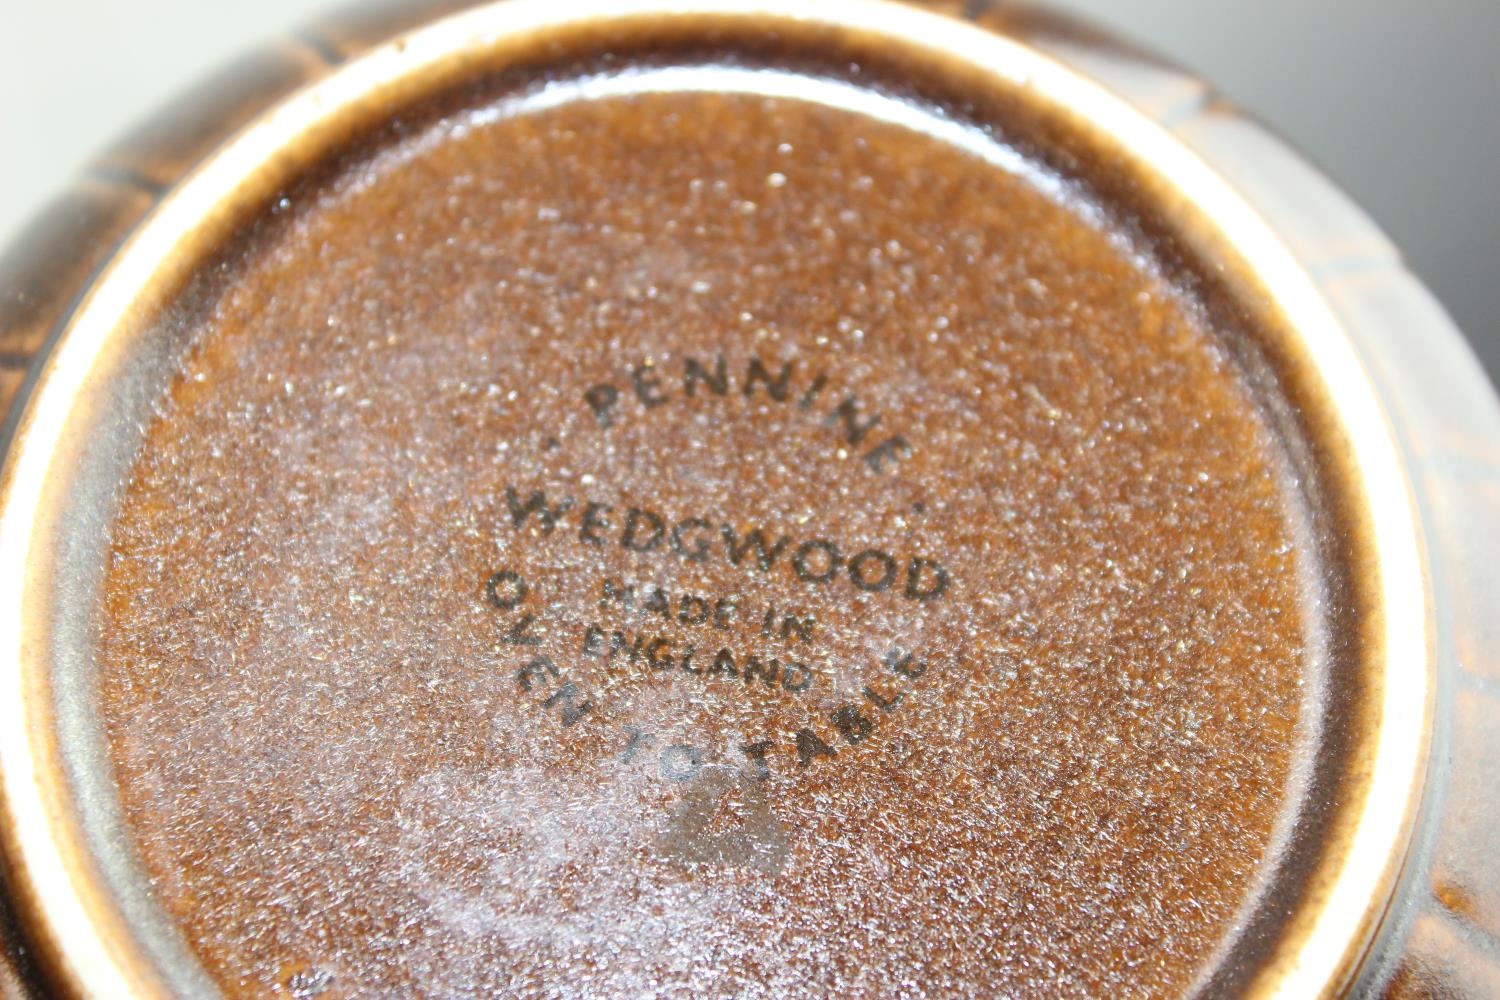 · PENNINE ·
WEDGWOOD
MADE IN
ENGLAND
OVEN TO TABLE